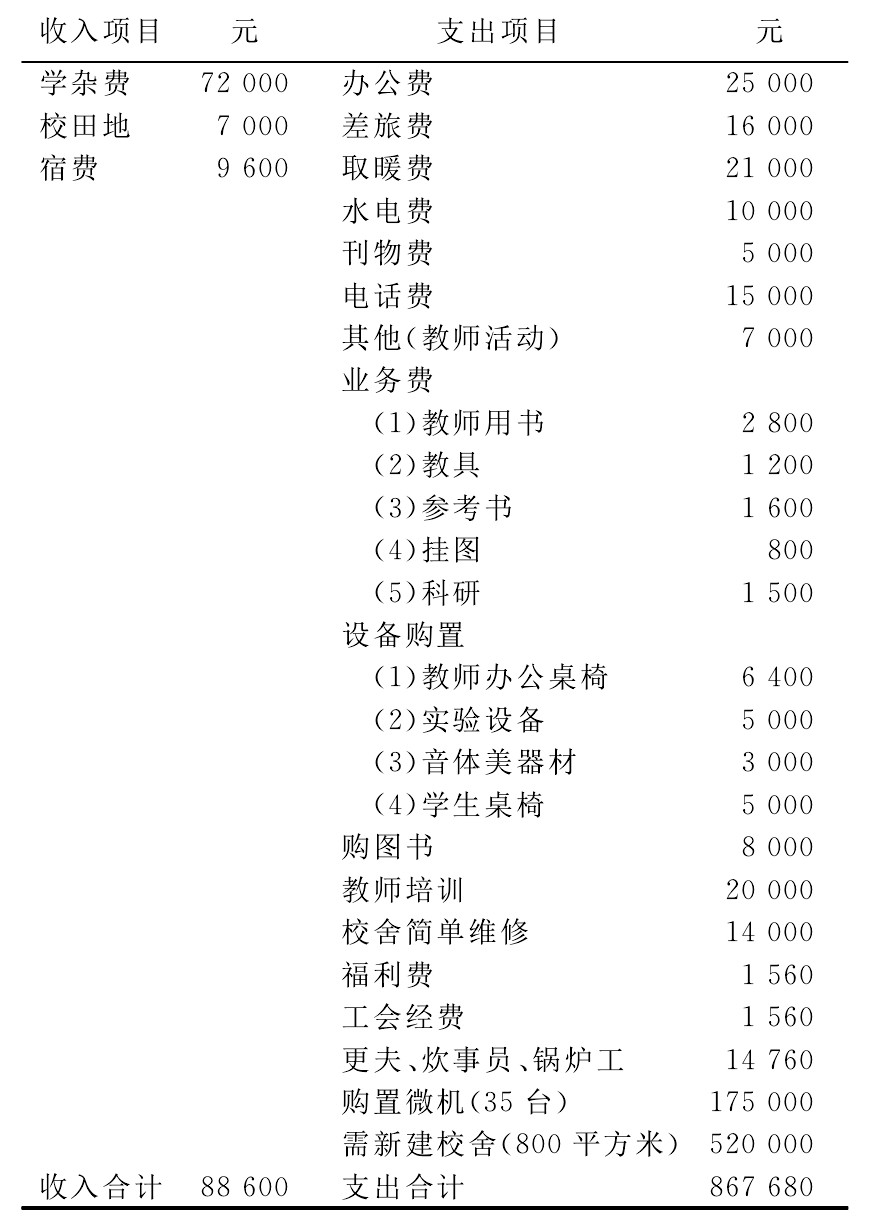 收入项目 元 支出项目 元
学杂费 72 000 办公费 25 000
校田地 7 000 差旅费 16 000
宿费 9 600 取暖费 21 000
水电费 10 000
刊物费 5 000
电话费 15 000
其他(教师活动) 7 000
业务费
(1)教师用书 2 800
(2)教具 1 200
(3)参考书 1 600
(4)挂图 800
(5)科研 1 500
设备购置
(1)教师办公桌椅 6 400
(2)实验设备 5 000
(3)音体美器材 3 000
(4)学生桌椅 5 000
购图书 8 000
教师培训 20 000
校舍简单维修 14 000
福利费 1 560
工会经费 1 560
更夫、炊事员、锅炉工 14 760
购置微机(35台) 175 000
需新建校舍(800平方米) 520 000
收入合计 88 600 支出合计 867 680